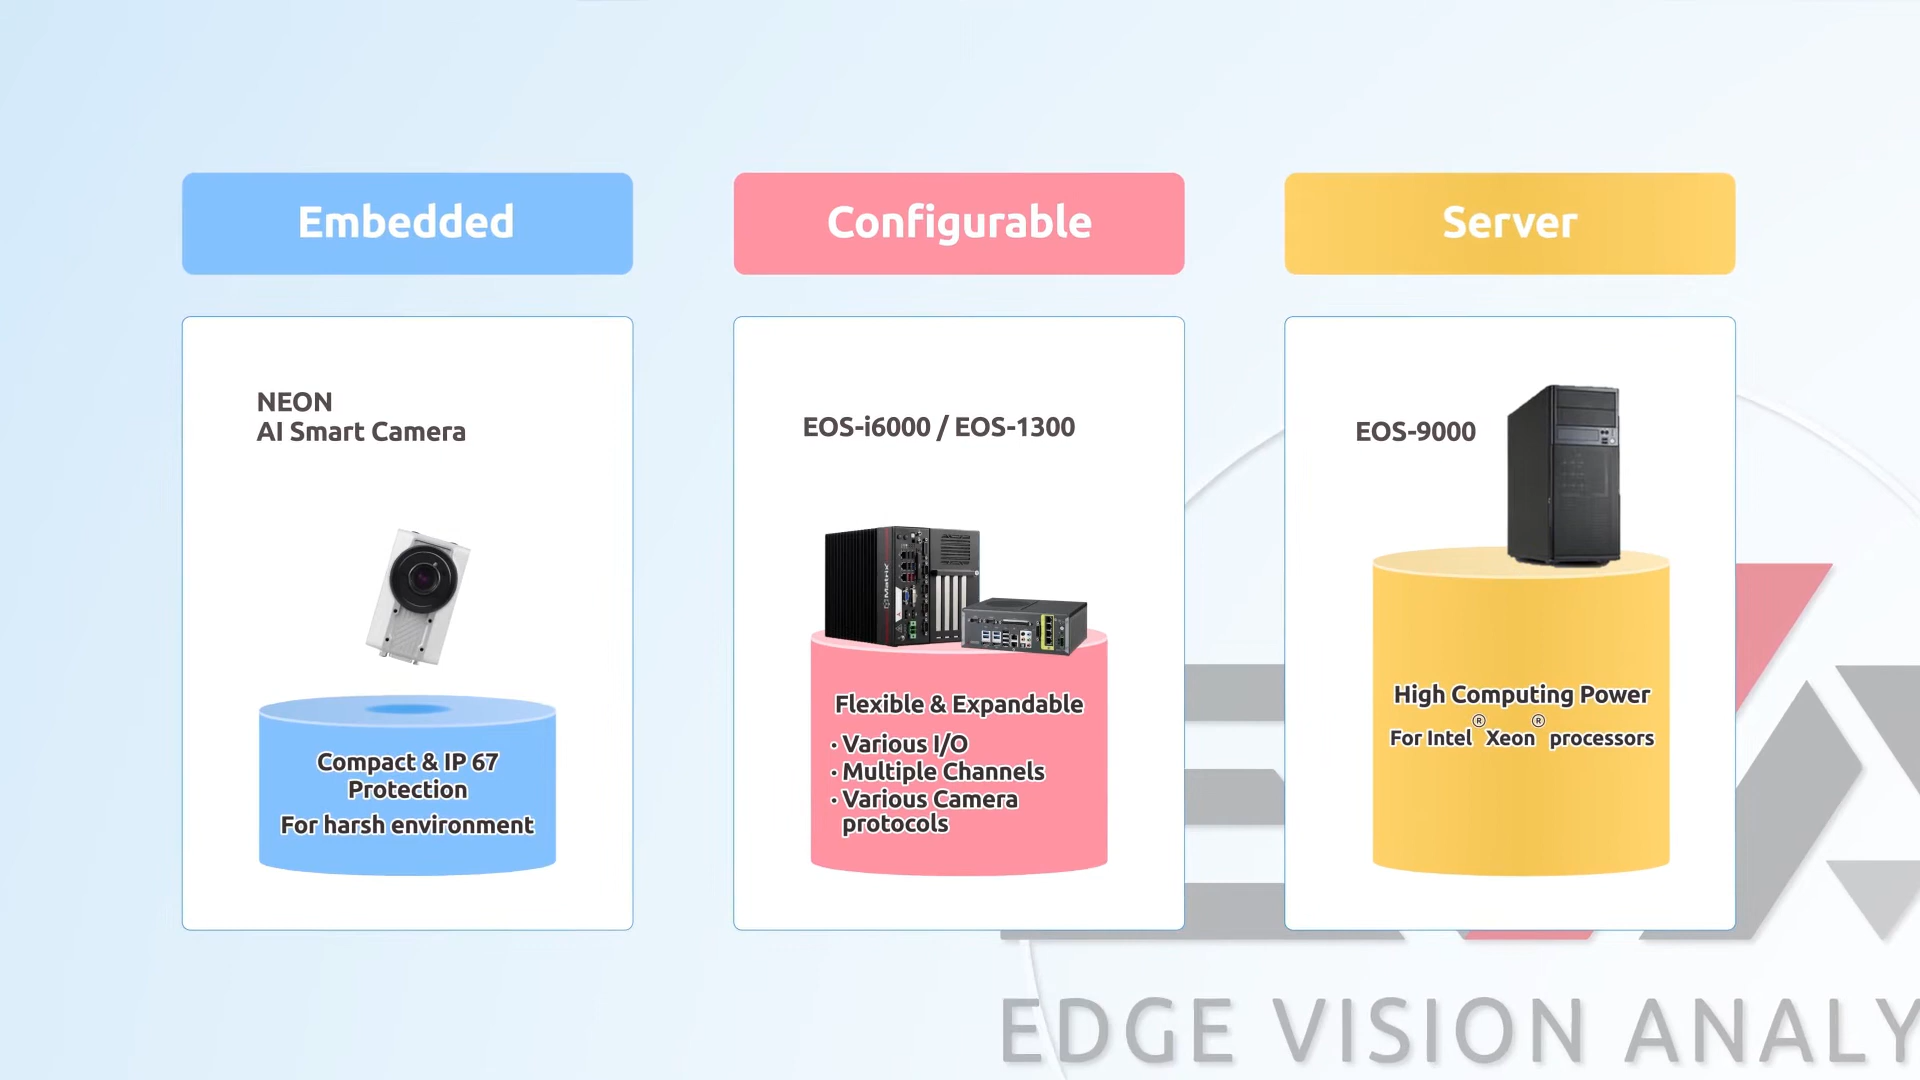 Embedded
NEON
AI Smart Camera
Compact & IP 67
Protection
For harsh environment
Configurable
EOS-i6000 / EOS-1300
Matrix
Flexible & Expandable
· Various I/O
· Multiple Channels
· Various Camera
protocols
Server
EOS-9000
High Computing Power
For Intel® Xeon® processors
EDGE VISION ANALY